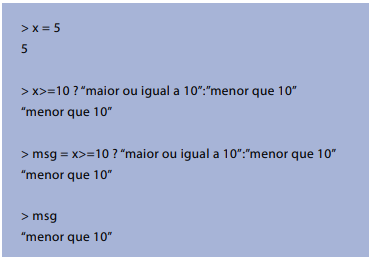 > x = 5
5
> x>=10 ? “maior ou igual a 10”:”menor que 10”
“menor que 10”
> msg = x>=10 ? “maior ou igual a 10”:”menor que 10”
“menor que 10”
> msg
“menor que 10”